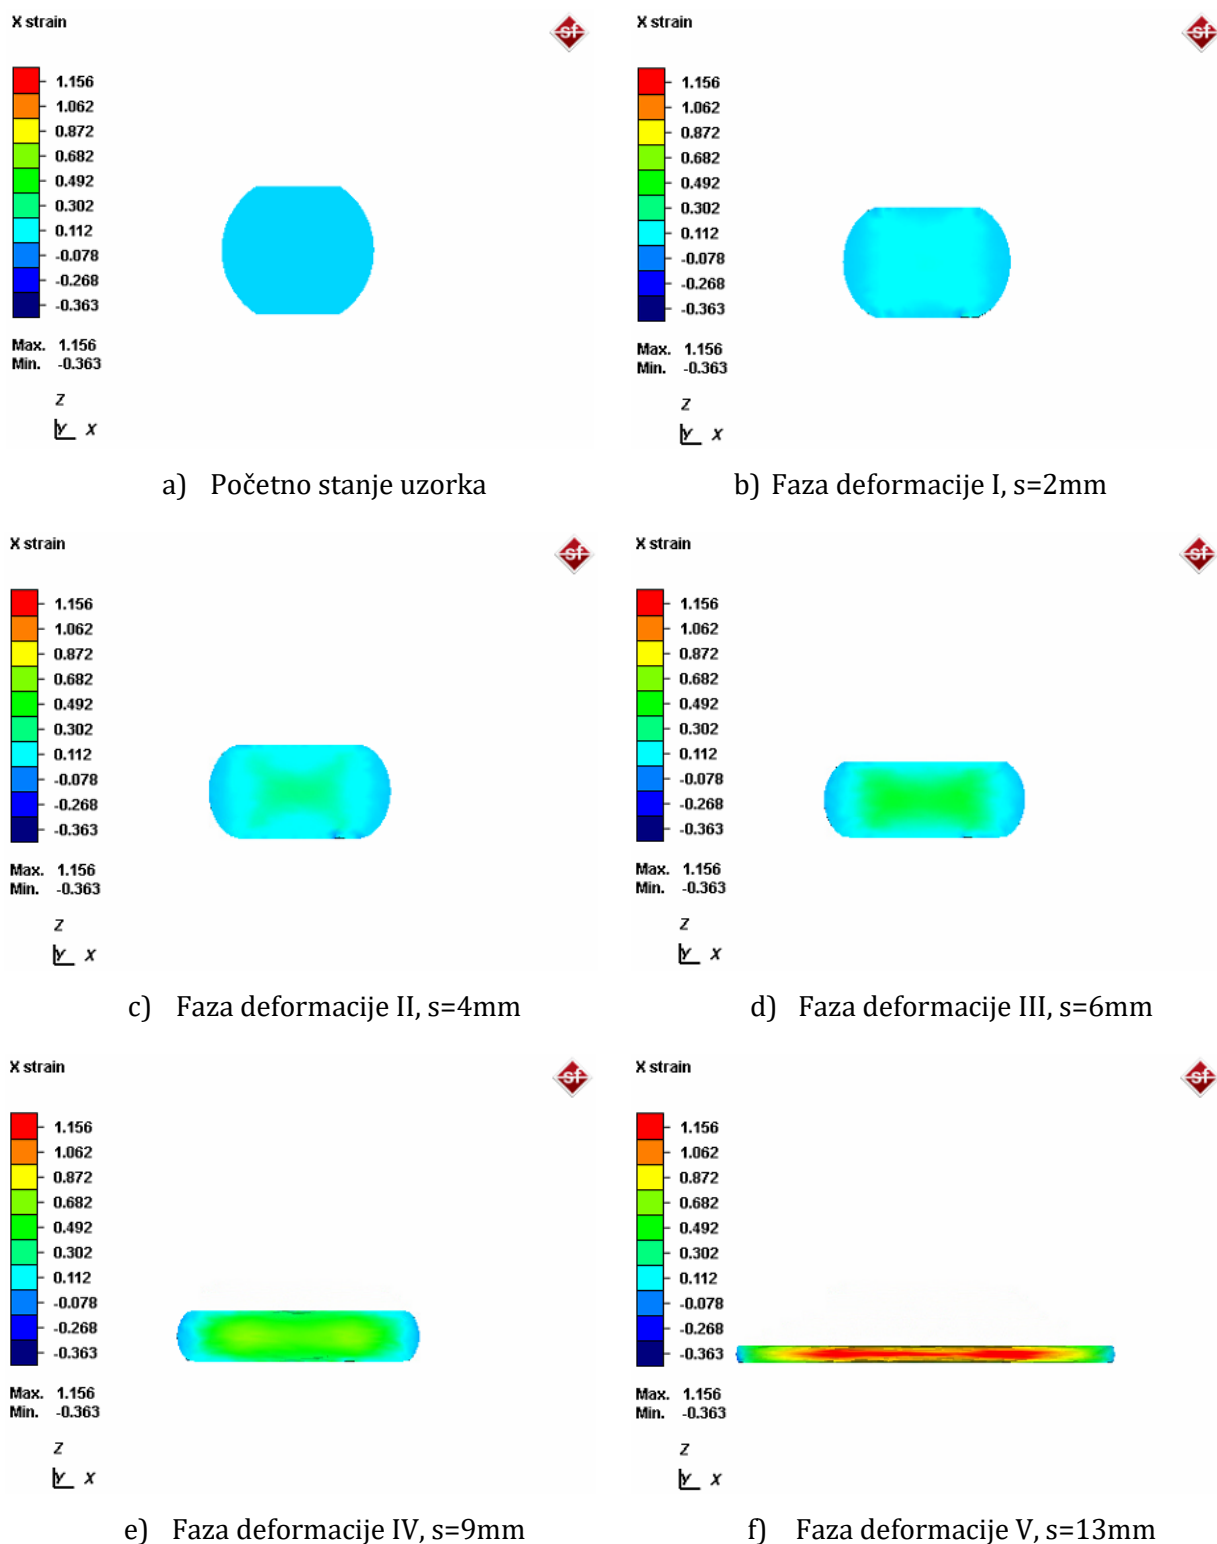 X strain
sf
1.156
1.062
0.872
0.682
0.492
0.302
0.112
-0.078
-0.268
-0.363
Max. 1.156
Min. -0.363
Z
Y X
a) Početno stanje uzorka
X strain
sf
1.156
1.062
0.872
0.682
0.492
0.302
0.112
-0.078
-0.268
-0.363
Max. 1.156
Min. -0.363
Z
Y X
b) Faza deformacije I, s=2mm
X strain
sf
1.156
1.062
0.872
0.682
0.492
0.302
0.112
-0.078
-0.268
-0.363
Max. 1.156
Min. -0.363
Z
Y X
c) Faza deformacije II, s=4mm
X strain
sf
1.156
1.062
0.872
0.682
0.492
0.302
0.112
-0.078
-0.268
-0.363
Max. 1.156
Min. -0.363
Z
Y X
d) Faza deformacije III, s=6mm
X strain
sf
1.156
1.062
0.872
0.682
0.492
0.302
0.112
-0.078
-0.268
-0.363
Max. 1.156
Min. -0.363
Z
Y X
e) Faza deformacije IV, s=9mm
X strain
sf
1.156
1.062
0.872
0.682
0.492
0.302
0.112
-0.078
-0.268
-0.363
Max. 1.156
Min. -0.363
Z
Y X
f) Faza deformacije V, s=13mm